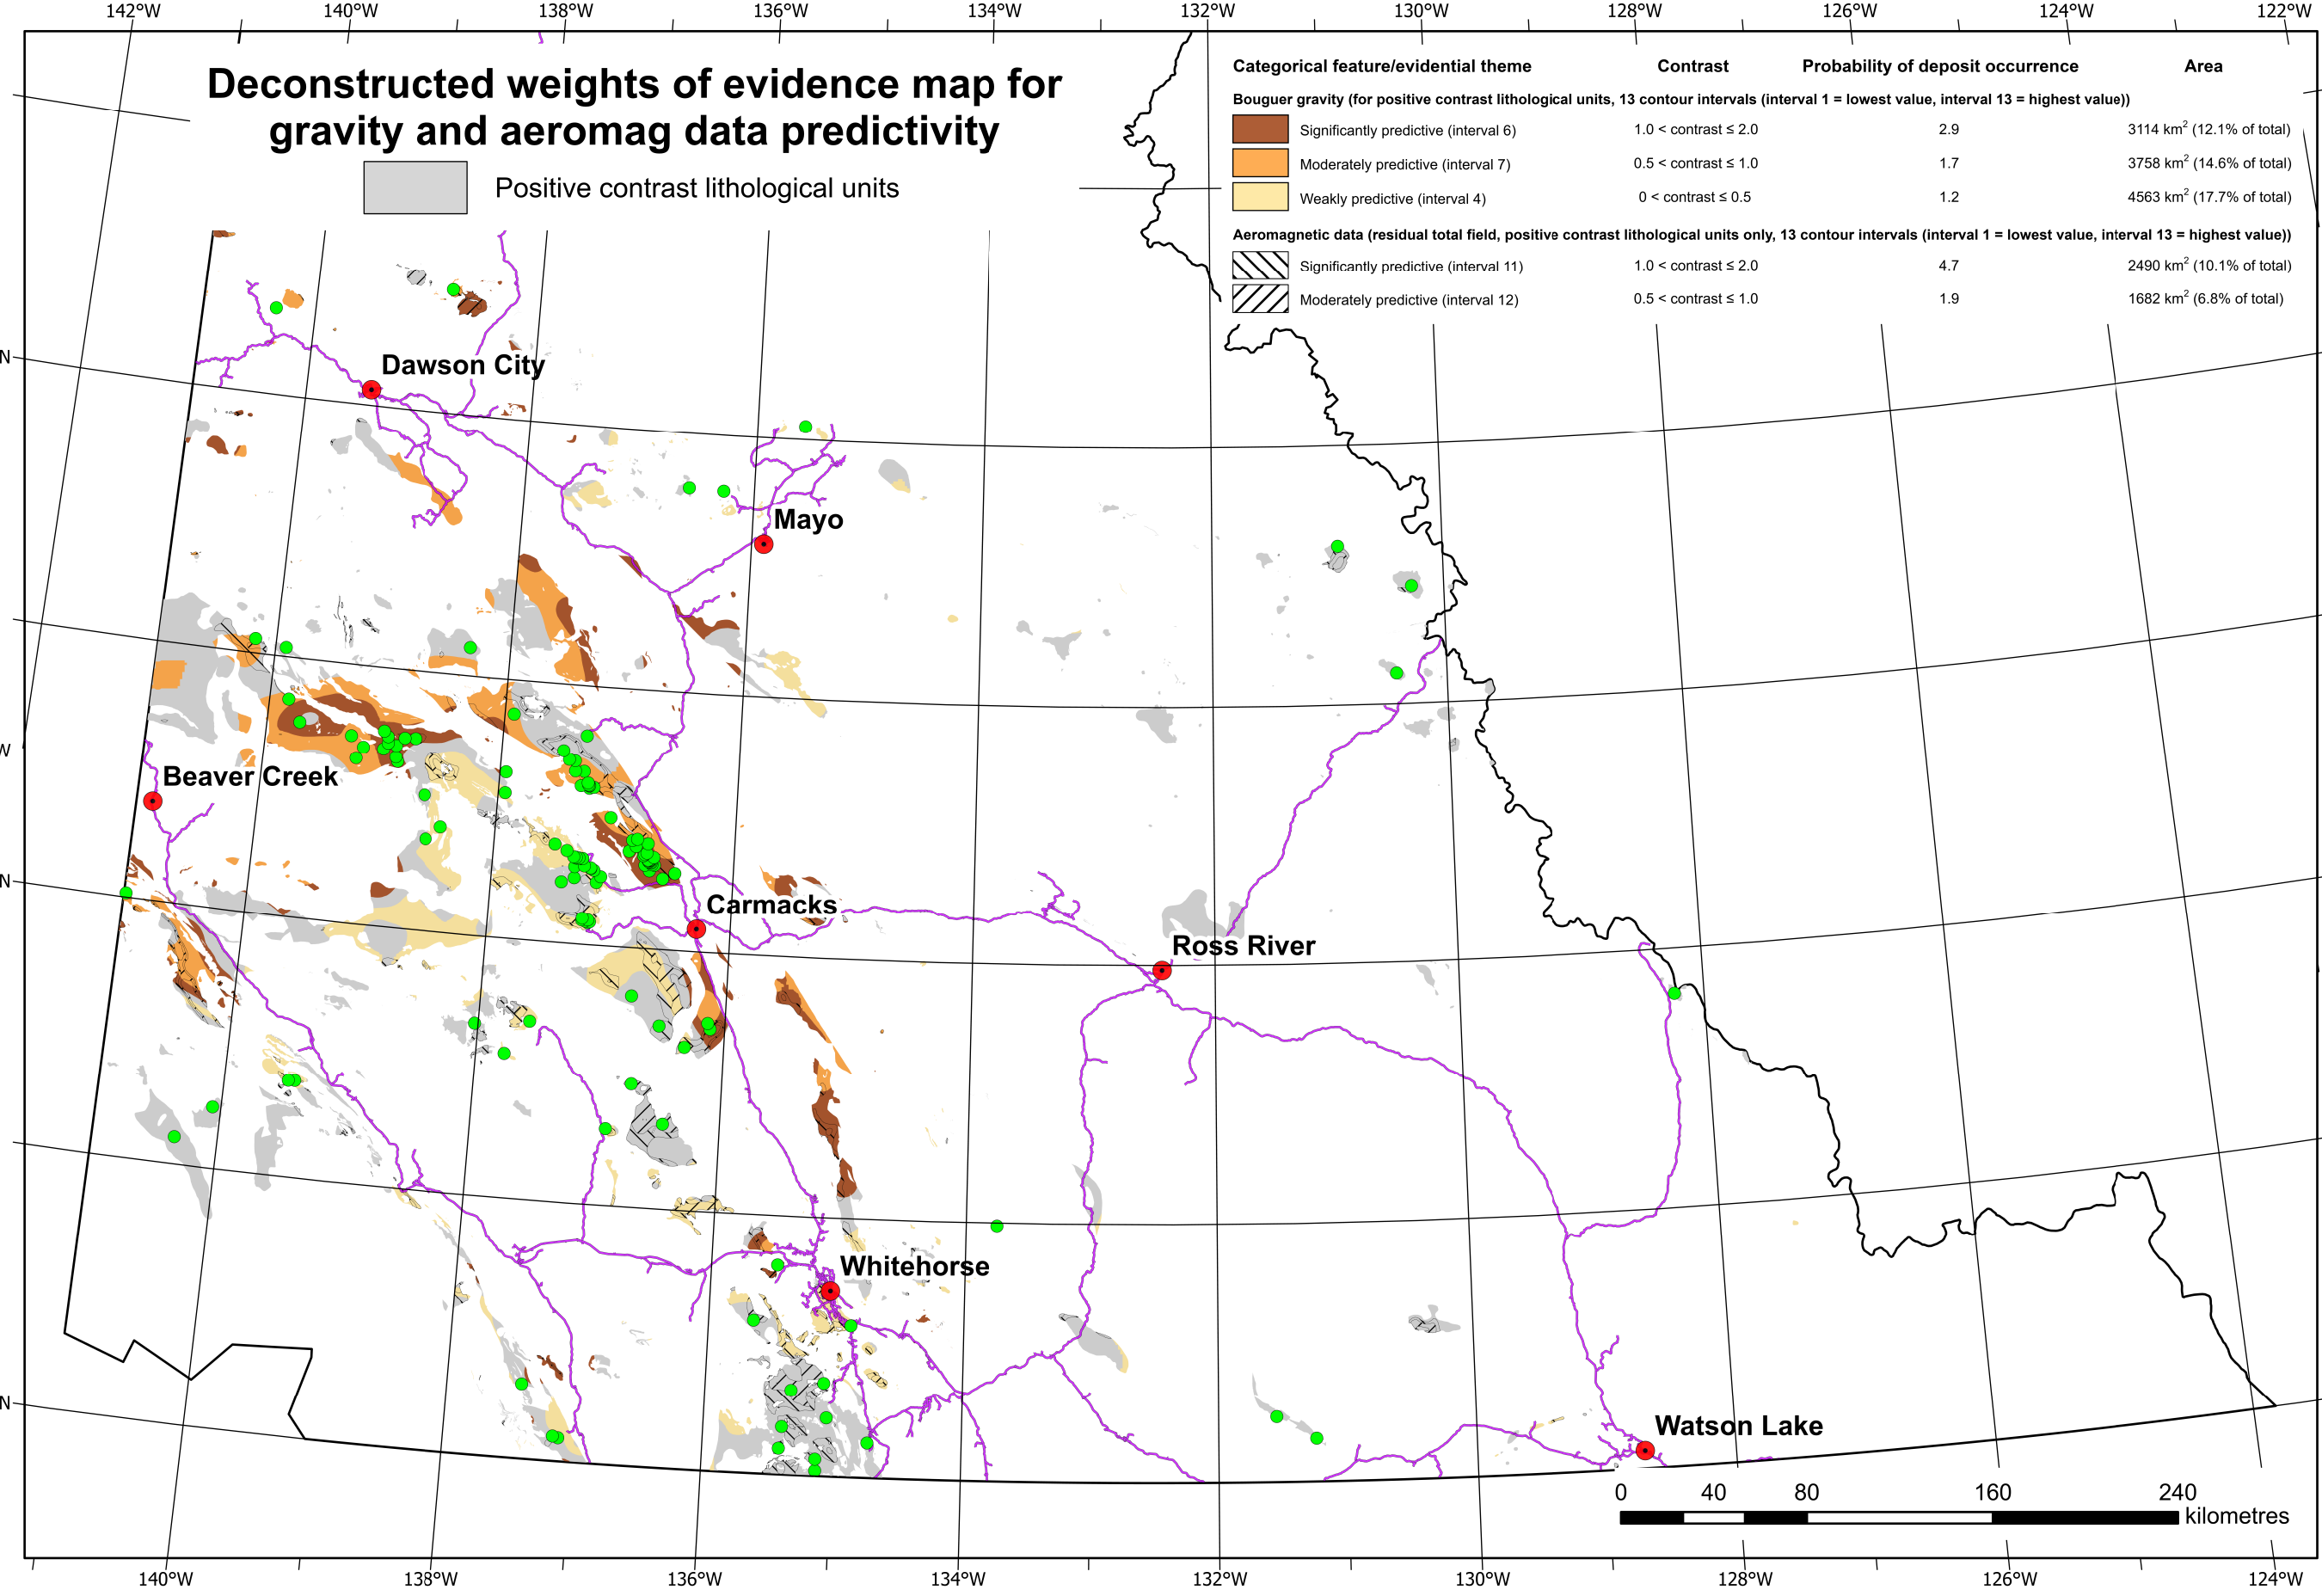 142°W 140°W 138°W 136°W 134°W 132°W 130°W 128°W 126°W 124°W 122°W
Deconstructed weights of evidence map for
gravity and aeromag data predictivity
Positive contrast lithological units
Categorical feature/evidential theme Contrast Probability of deposit occurrence Area
Bouguer gravity (for positive contrast lithological units, 13 contour intervals (interval 1 = lowest value, interval 13 = highest value))
Significantly predictive (interval 6) 1.0 < contrast ≤ 2.0 2.9 3114 km² (12.1% of total)
Moderately predictive (interval 7) 0.5 < contrast ≤ 1.0 1.7 3758 km² (14.6% of total)
Weakly predictive (interval 4) 0 < contrast ≤ 0.5 1.2 4563 km² (17.7% of total)
Aeromagnetic data (residual total field, positive contrast lithological units only, 13 contour intervals (interval 1 = lowest value, interval 13 = highest value))
Significantly predictive (interval 11) 1.0 < contrast ≤ 2.0 4.7 2490 km² (10.1% of total)
Moderately predictive (interval 12) 0.5 < contrast ≤ 1.0 1.9 1682 km² (6.8% of total)
N
Dawson City
Mayo
W
Beaver Creek
N
Carmacks
Ross River
Whitehorse
N
Watson Lake
0 40 80 160 240
kilometres
140°W 138°W 136°W 134°W 132°W 130°W 128°W 126°W 124°W